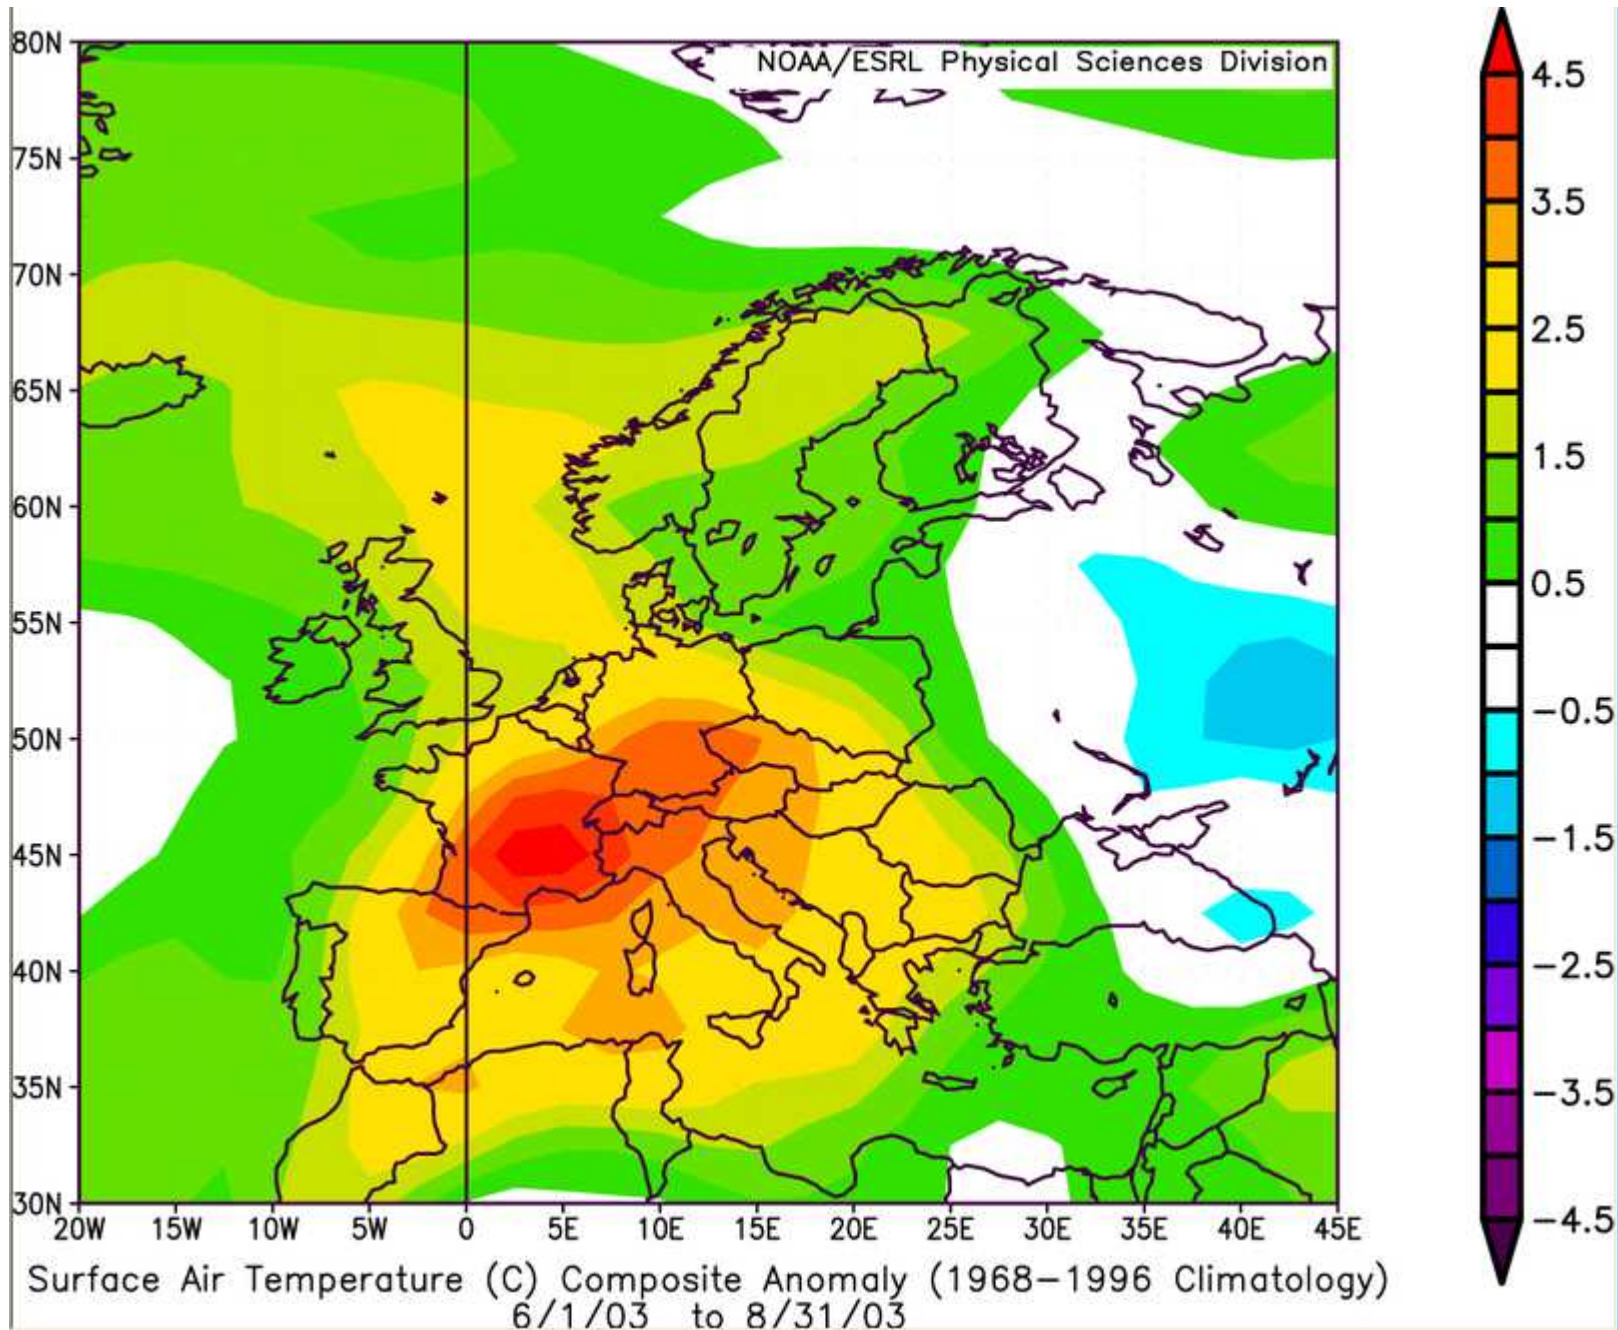 NOAA/ESRL Physical Sciences Division
80N
75N
70N
65N
60N
55N
50N
45N
40N
35N
30N
20W 15W 10W 5W 0 5E 10E 15E 20E 25E 30E 35E 40E 45E
4.5
3.5
2.5
1.5
0.5
−0.5
−1.5
−2.5
−3.5
−4.5
Surface Air Temperature (C) Composite Anomaly (1968−1996 Climatology)
6/1/03 to 8/31/03